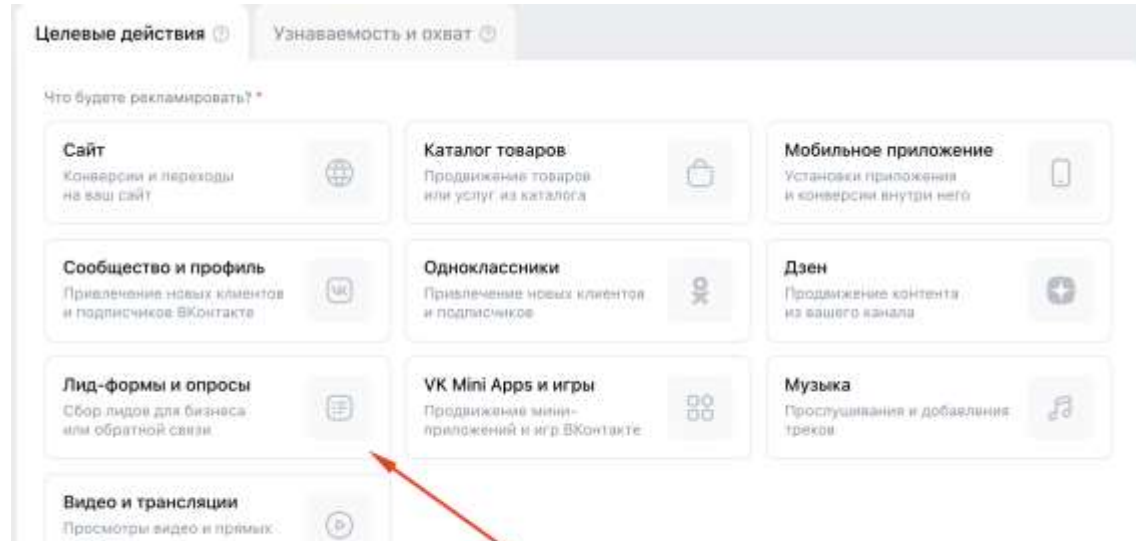 Целевые действия
Узнаваемость и охват
Что будете рекламировать? *
Сайт
Конверсии и переходы
на ваш сайт
Каталог товаров
Продвижение товаров
или услуг из каталога
Мобильное приложение
Установки приложения
и конверсии внутри него
Сообщество и профиль
Привлечение новых клиентов
и подписчиков ВКонтакте
Одноклассники
Привлечение новых клиентов
и подписчиков
Дзен
Продвижение контента
из вашего канала
Лид-формы и опросы
Сбор лидов для бизнеса
или обратной связи
VK Mini Apps и игры
Продвижение мини-
приложений и игр ВКонтакте
Музыка
Прослушивания и добавления
треков
Видео и трансляции
Просмотры видео и прямых